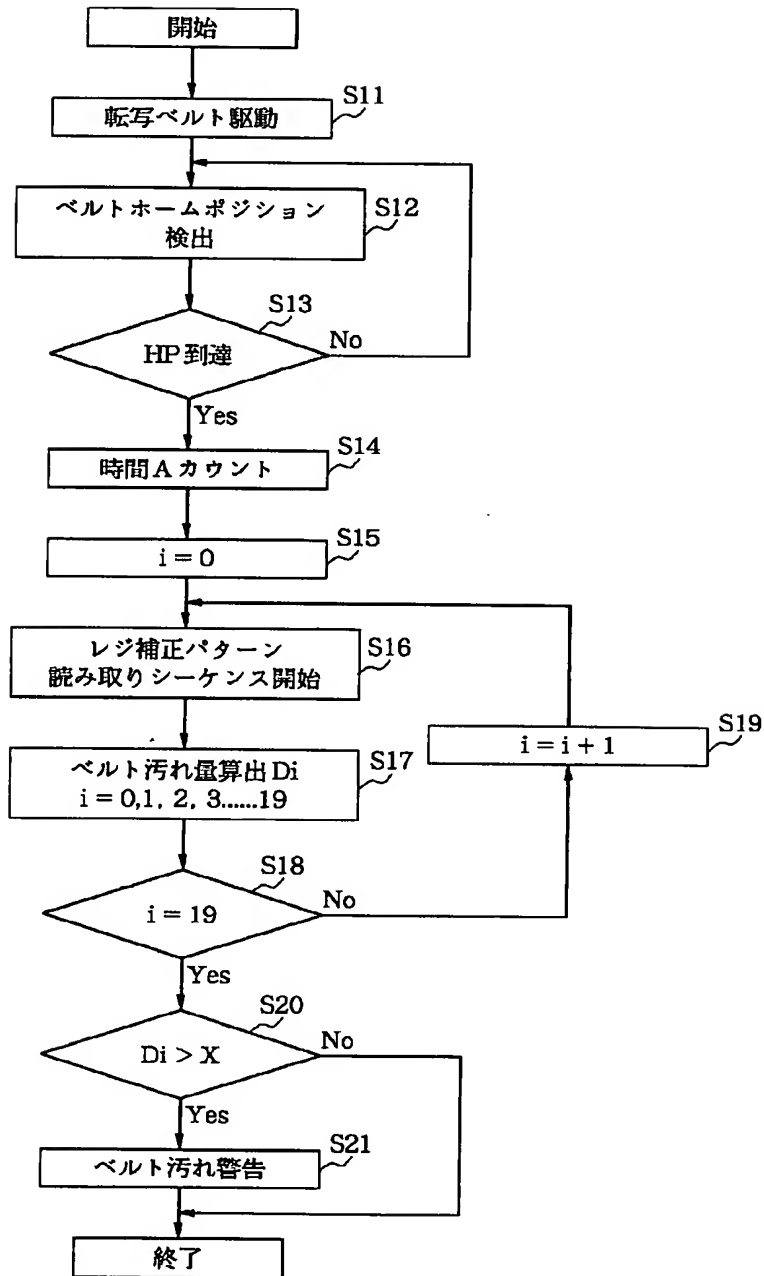 開始
S11
転写ベルト駆動
S12
ベルトホームポジション
検出
S13
HP到達
No
Yes
S14
時間Aカウント
S15
i = 0
S16
レジ補正パターン
読み取りシーケンス開始
S19
i = i + 1
S17
ベルト汚れ量算出 Di
i = 0,1, 2, 3......19
S18
i = 19
No
Yes
S20
Di > X
No
Yes
S21
ベルト汚れ警告
終了